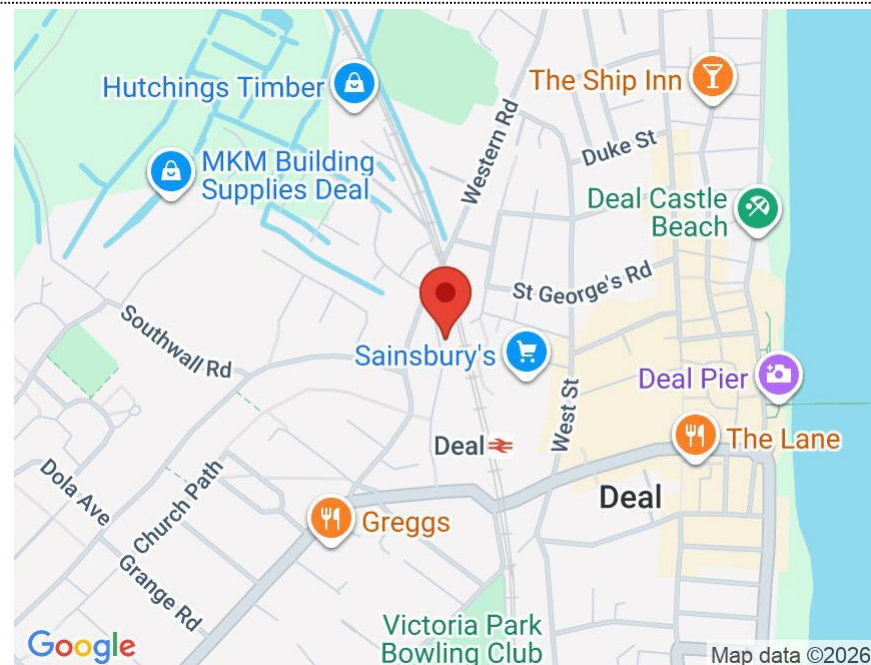 Hutchings Timber
The Ship Inn
MKM Building
Supplies Deal
Western Rd
Duke St
Deal Castle
Beach
St George's Rd
Southwall Rd
Sainsbury's
West St
Deal Pier
Deal
The Lane
Dola Ave
Church Path
Greggs
Deal
Grange Rd
Victoria Park
Bowling Club
Google
Map data ©2026